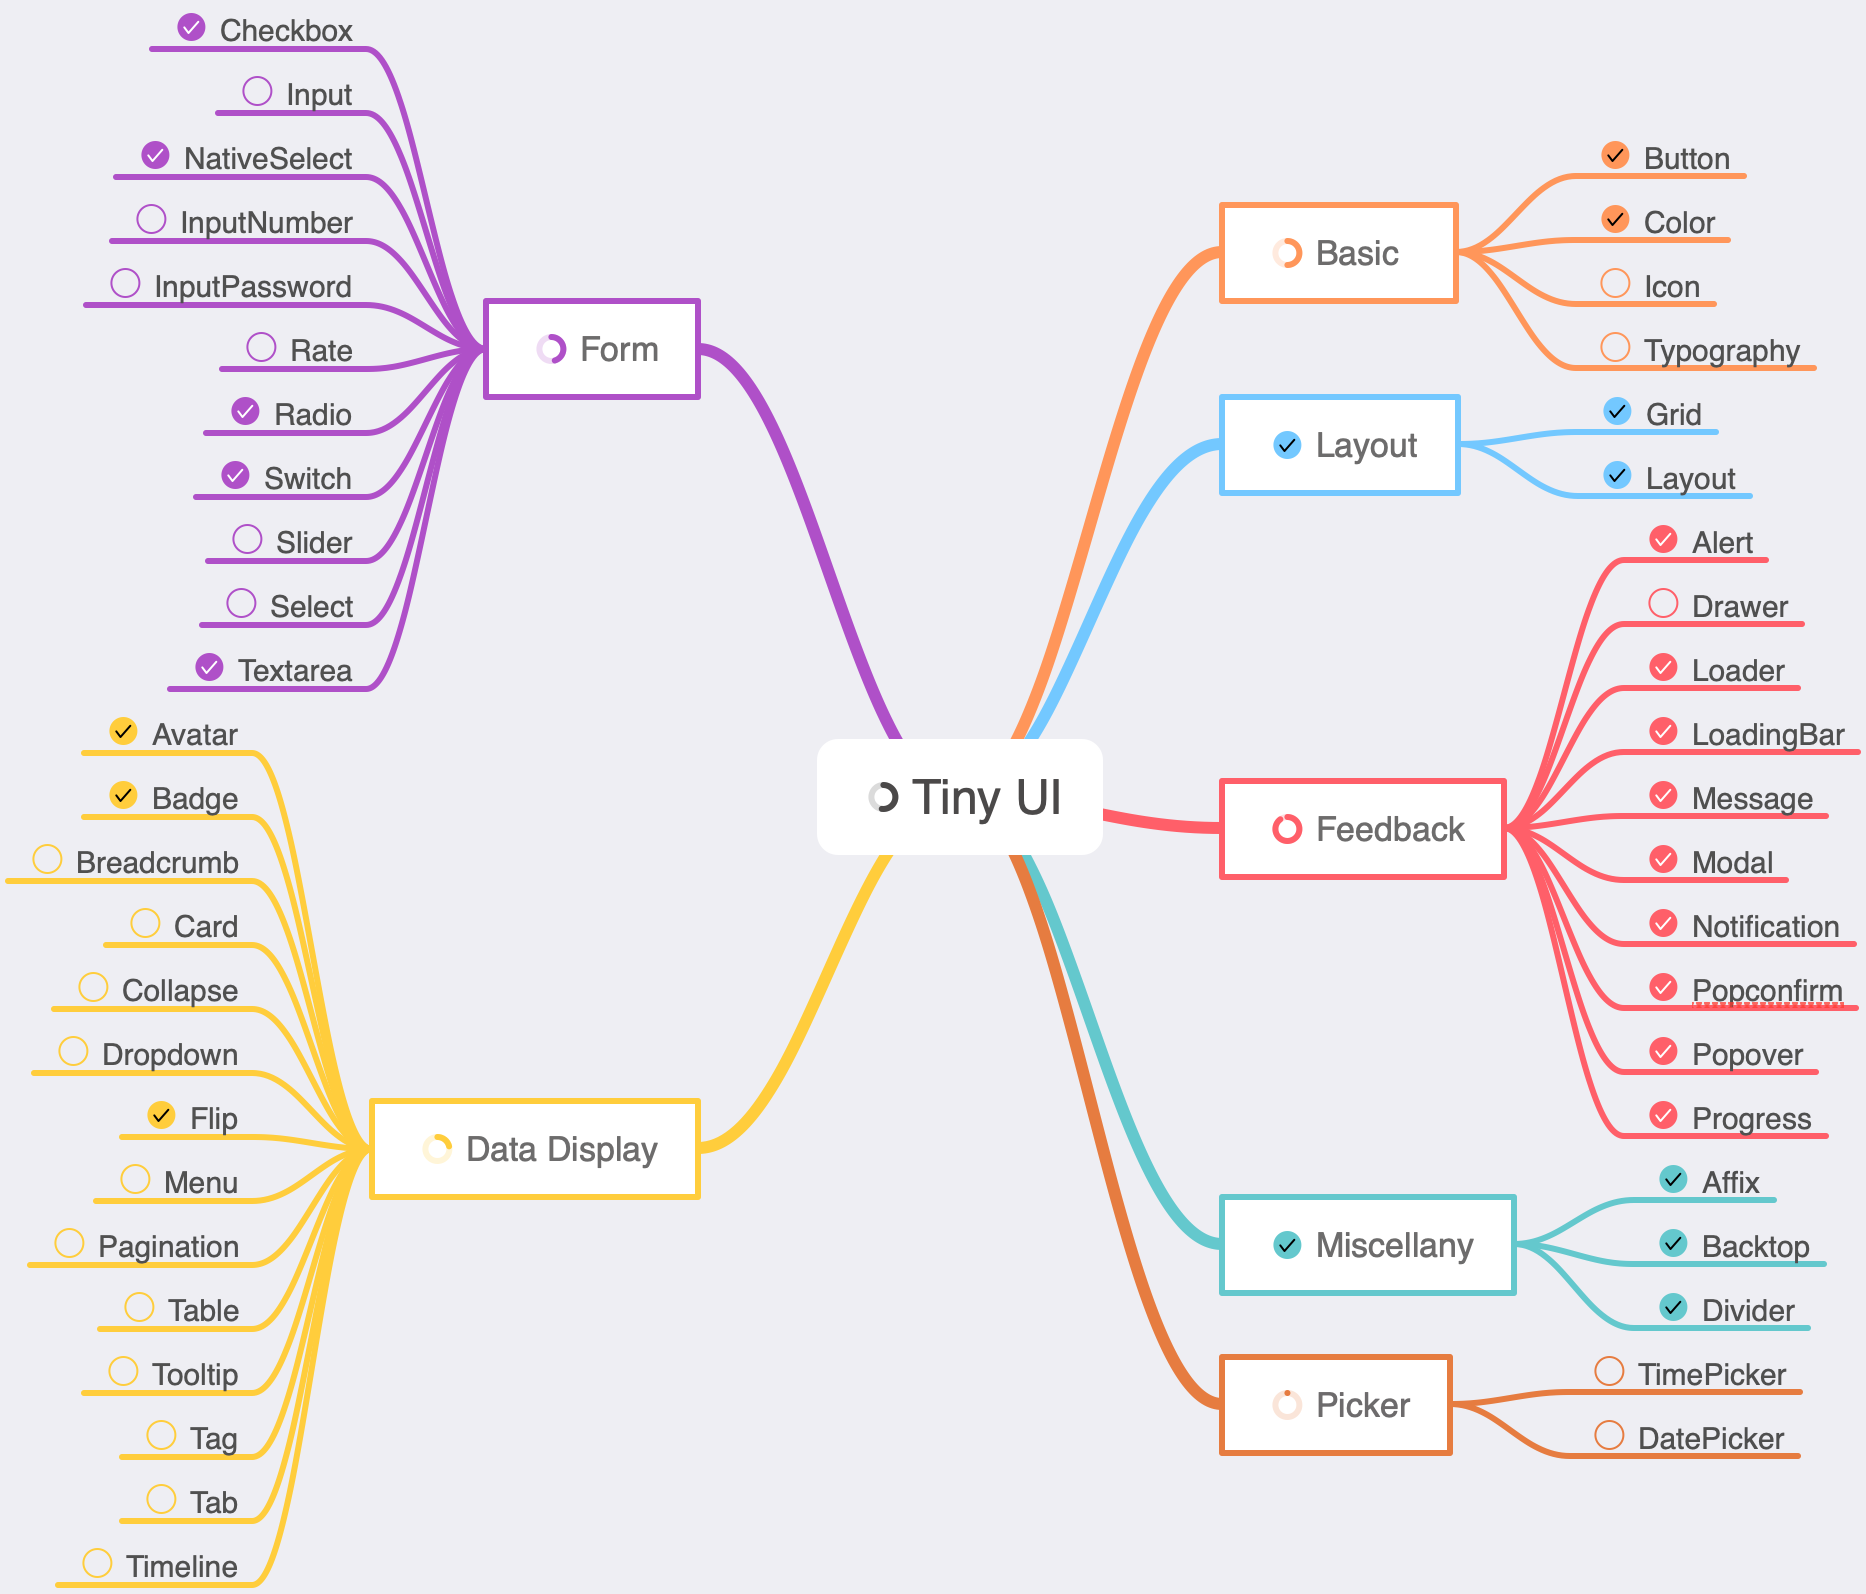 Tiny UI
Form
Checkbox
Input
NativeSelect
InputNumber
InputPassword
Rate
Radio
Switch
Slider
Select
Textarea
Data Display
Avatar
Badge
Breadcrumb
Card
Collapse
Dropdown
Flip
Menu
Pagination
Table
Tooltip
Tag
Tab
Timeline
Basic
Button
Color
Icon
Typography
Layout
Grid
Layout
Feedback
Alert
Drawer
Loader
LoadingBar
Message
Modal
Notification
Popconfirm
Popover
Progress
Miscellany
Affix
Backtop
Divider
Picker
TimePicker
DatePicker